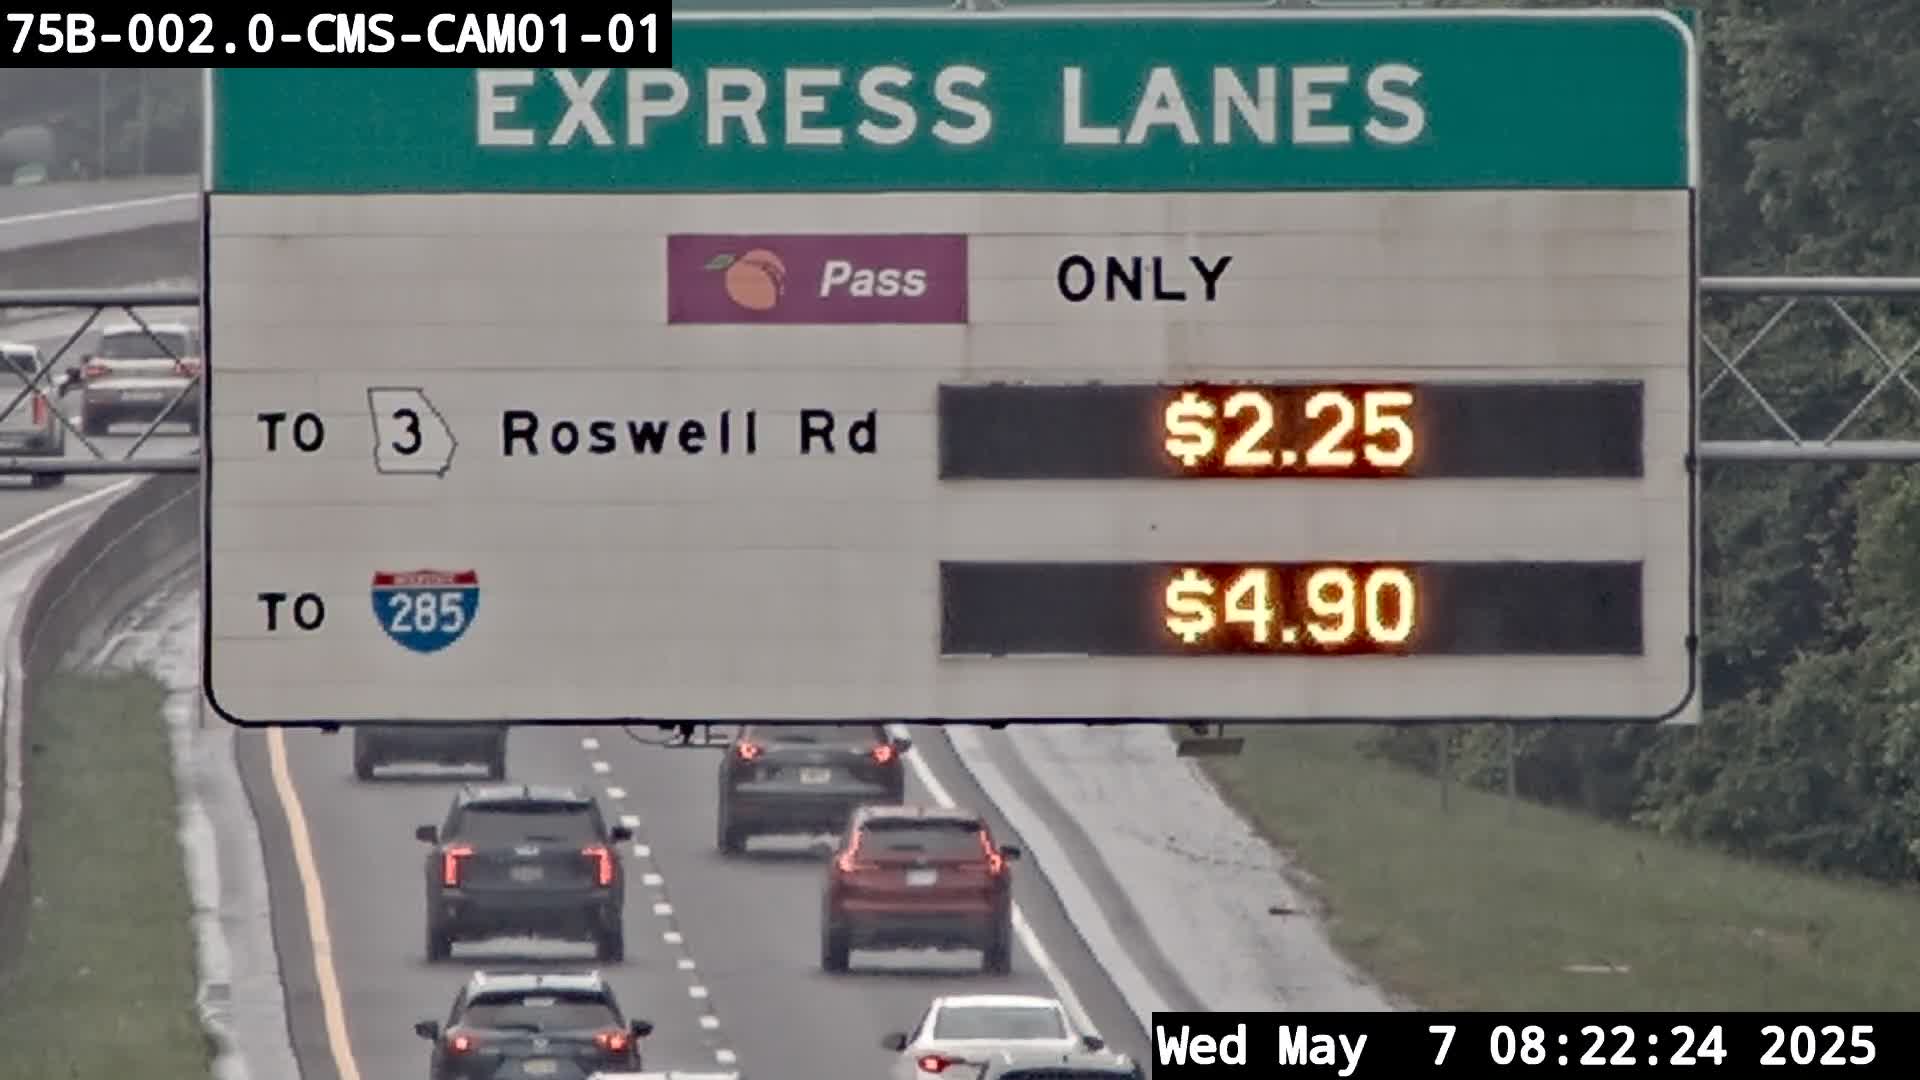 75B-002.0-CMS-CAM01-01
EXPRESS LANES
Pass ONLY
TO 3 Roswell Rd $2.25
TO 285 $4.90
Wed May 7 08:22:24 2025